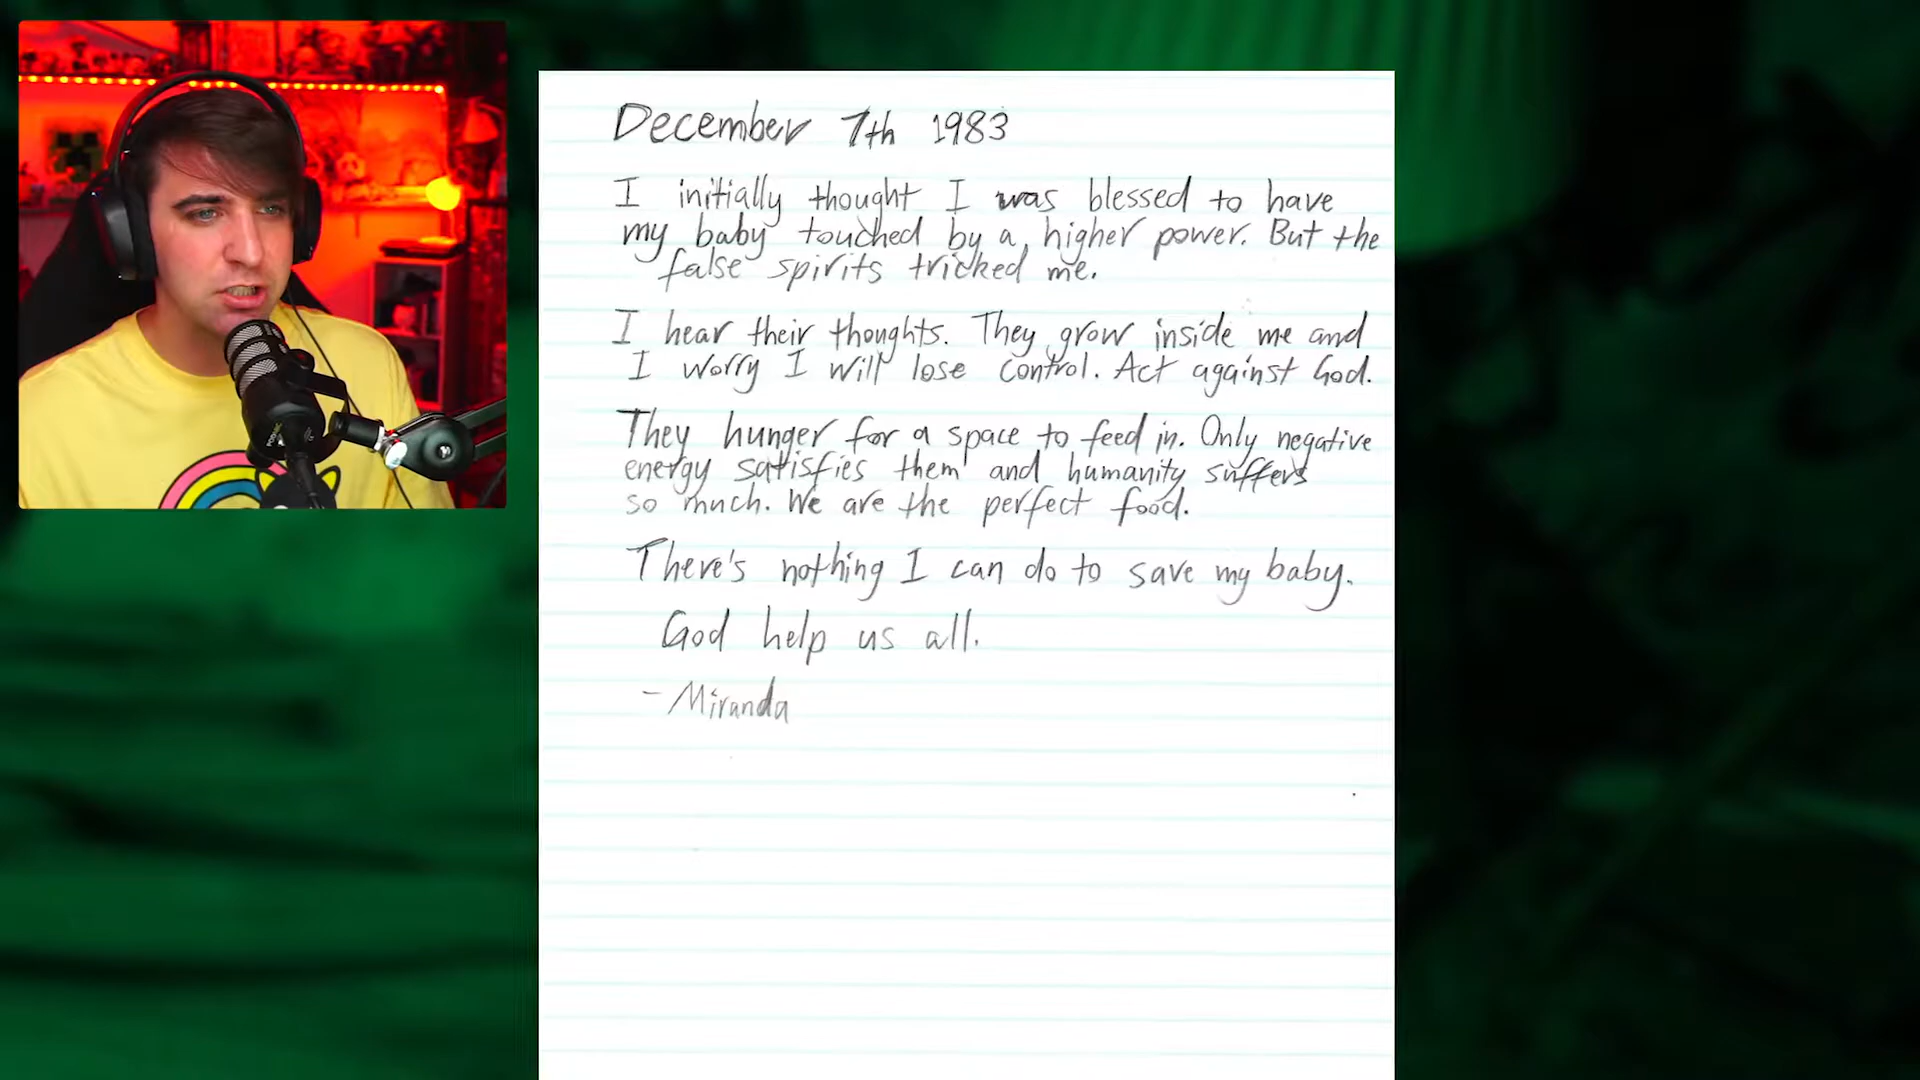 December 7th 1983
I initially thought I was blessed to have
my baby touched by a higher power. But the
false spirits tricked me.
I hear their thoughts. They grow inside me and
I worry I will lose control. Act against God.
They hunger for a space to feed in. Only negative
energy satisfies them and humanity suffers
so much. We are the perfect food.
There's nothing I can do to save my baby.
God help us all.
- Miranda